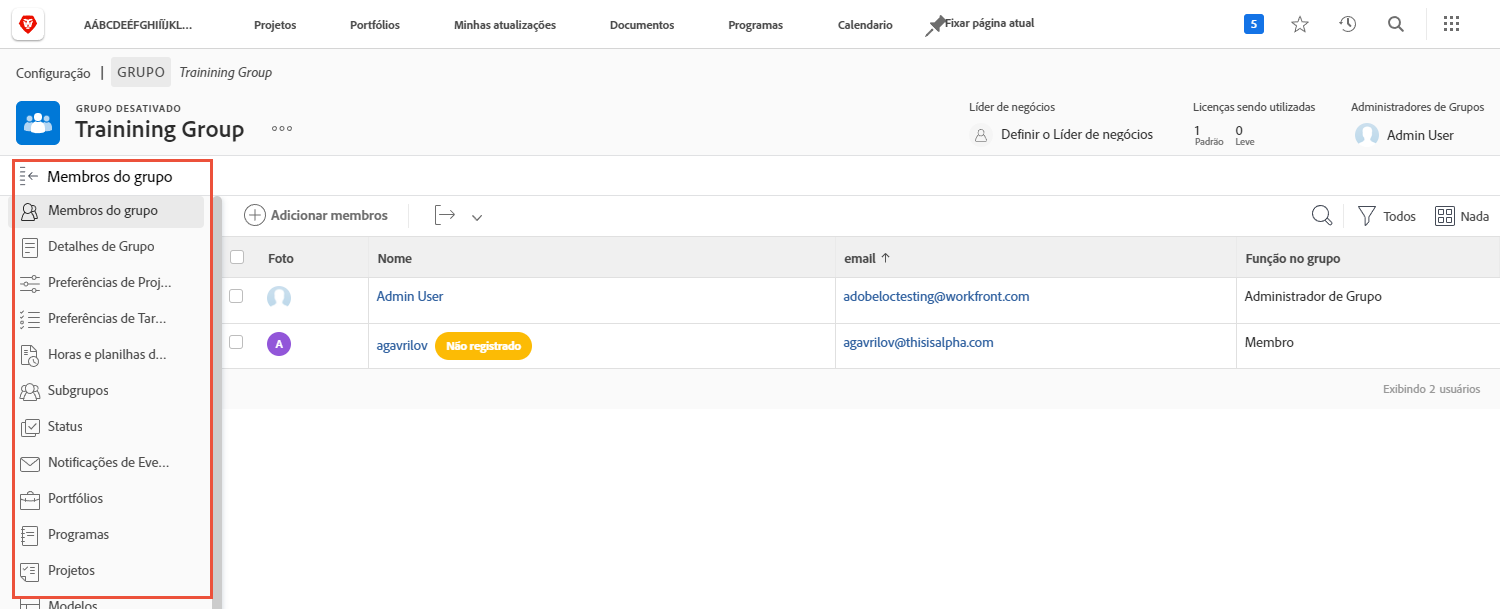 AÁBCDEÉFGHIÍÏJKL... Projetos Portfólios Minhas atualizações Documentos Programas Calendario Fixar página atual 5
Configuração | GRUPO Trainining Group
GRUPO DESATIVADO
Trainining Group
Líder de negócios
Definir o Líder de negócios
Licenças sendo utilizadas
1 0
Padrão Leve
Administradores de Grupos
Admin User
Membros do grupo
Membros do grupo
Detalhes de Grupo
Preferências de Proj...
Preferências de Tar...
Horas e planilhas d...
Subgrupos
Status
Notificações de Eve...
Portfólios
Programas
Projetos
Modelos
Adicionar membros Todos Nada
Foto Nome email Função no grupo
Admin User adobeloctesting@workfront.com Administrador de Grupo
A agavrilov Não registrado agavrilov@thisisalpha.com Membro
Exibindo 2 usuários